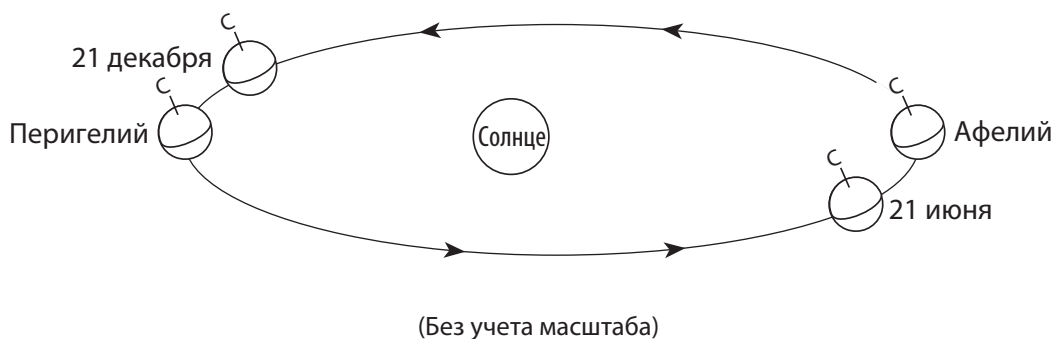 С
21 декабря
С
Перигелий
Солнце
С
Афелий
С
21 июня
(Без учета масштаба)